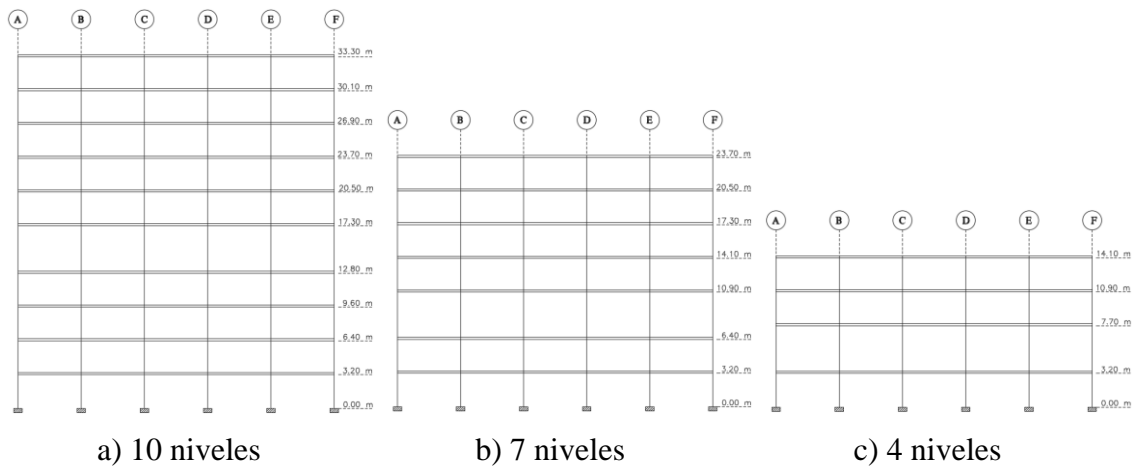 A B C D E F
33.30 m
30.10 m
26.90 m
23.70 m
20.50 m
17.30 m
12.80 m
9.60 m
6.40 m
3.20 m
0.00 m
a) 10 niveles
A B C D E F
23.70 m
20.50 m
17.30 m
14.10 m
10.90 m
6.40 m
3.20 m
0.00 m
b) 7 niveles
A B C D E F
14.10 m
10.90 m
7.70 m
3.20 m
0.00 m
c) 4 niveles